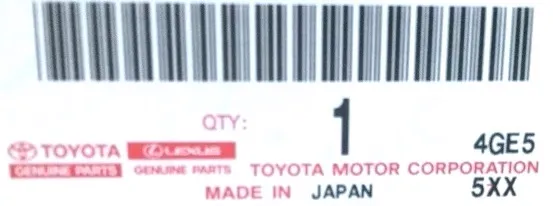 QTY: 1 4GE5
TOYOTA LEXUS
GENUINE PARTS GENUINE PARTS TOYOTA MOTOR CORPORATION
MADE IN JAPAN 5XX